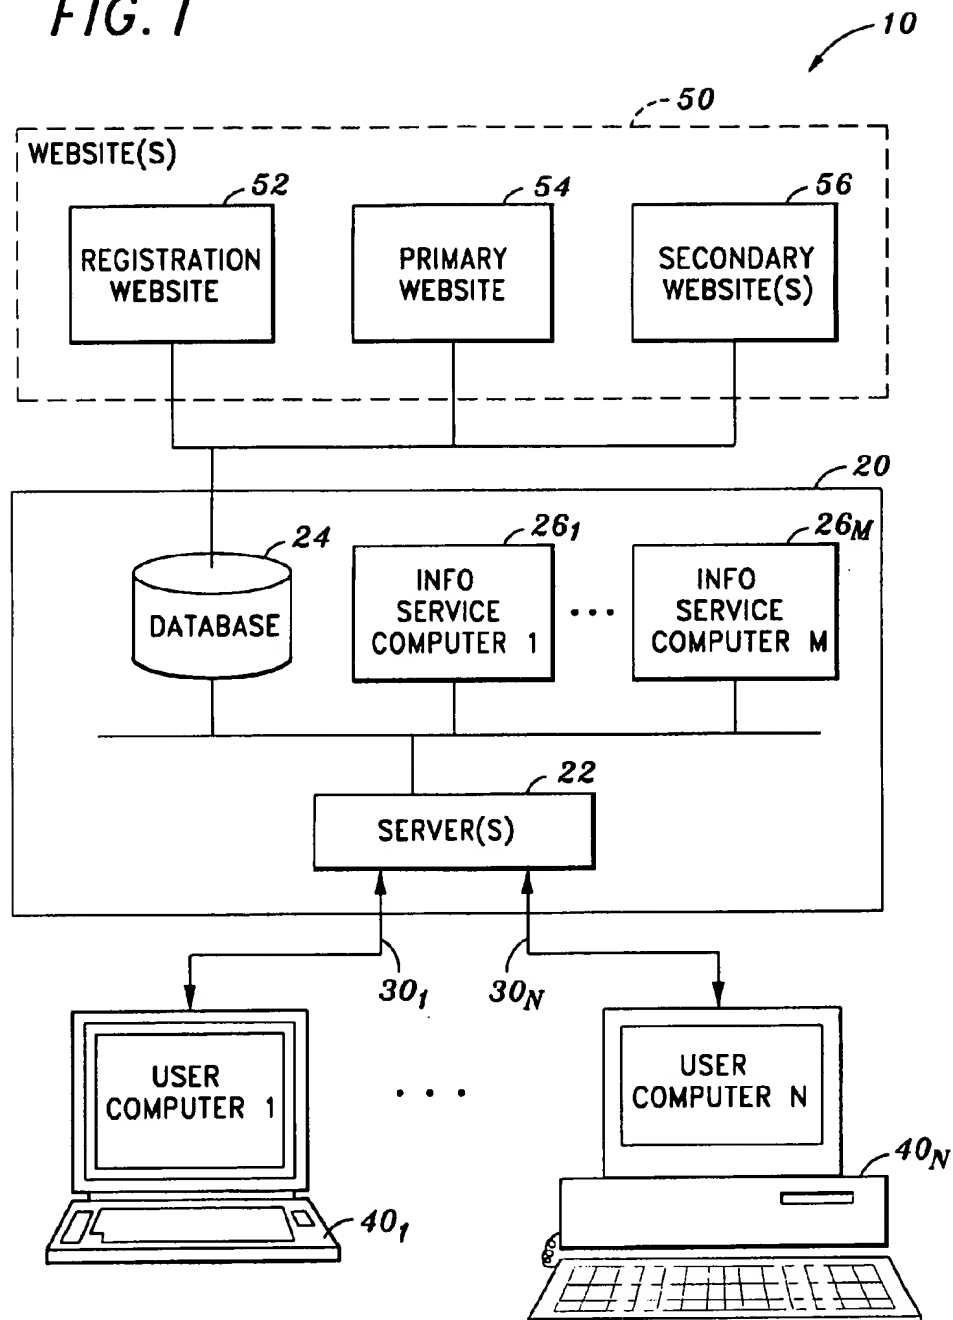 FIG. 1
10
50
WEBSITE(S)
52
54
56
REGISTRATION
WEBSITE
PRIMARY
WEBSITE
SECONDARY
WEBSITE(S)
20
24
26₁
26M
DATABASE
INFO
SERVICE
COMPUTER 1
INFO
SERVICE
COMPUTER M
22
SERVER(S)
30₁
30N
USER
COMPUTER 1
USER
COMPUTER N
40₁
40N